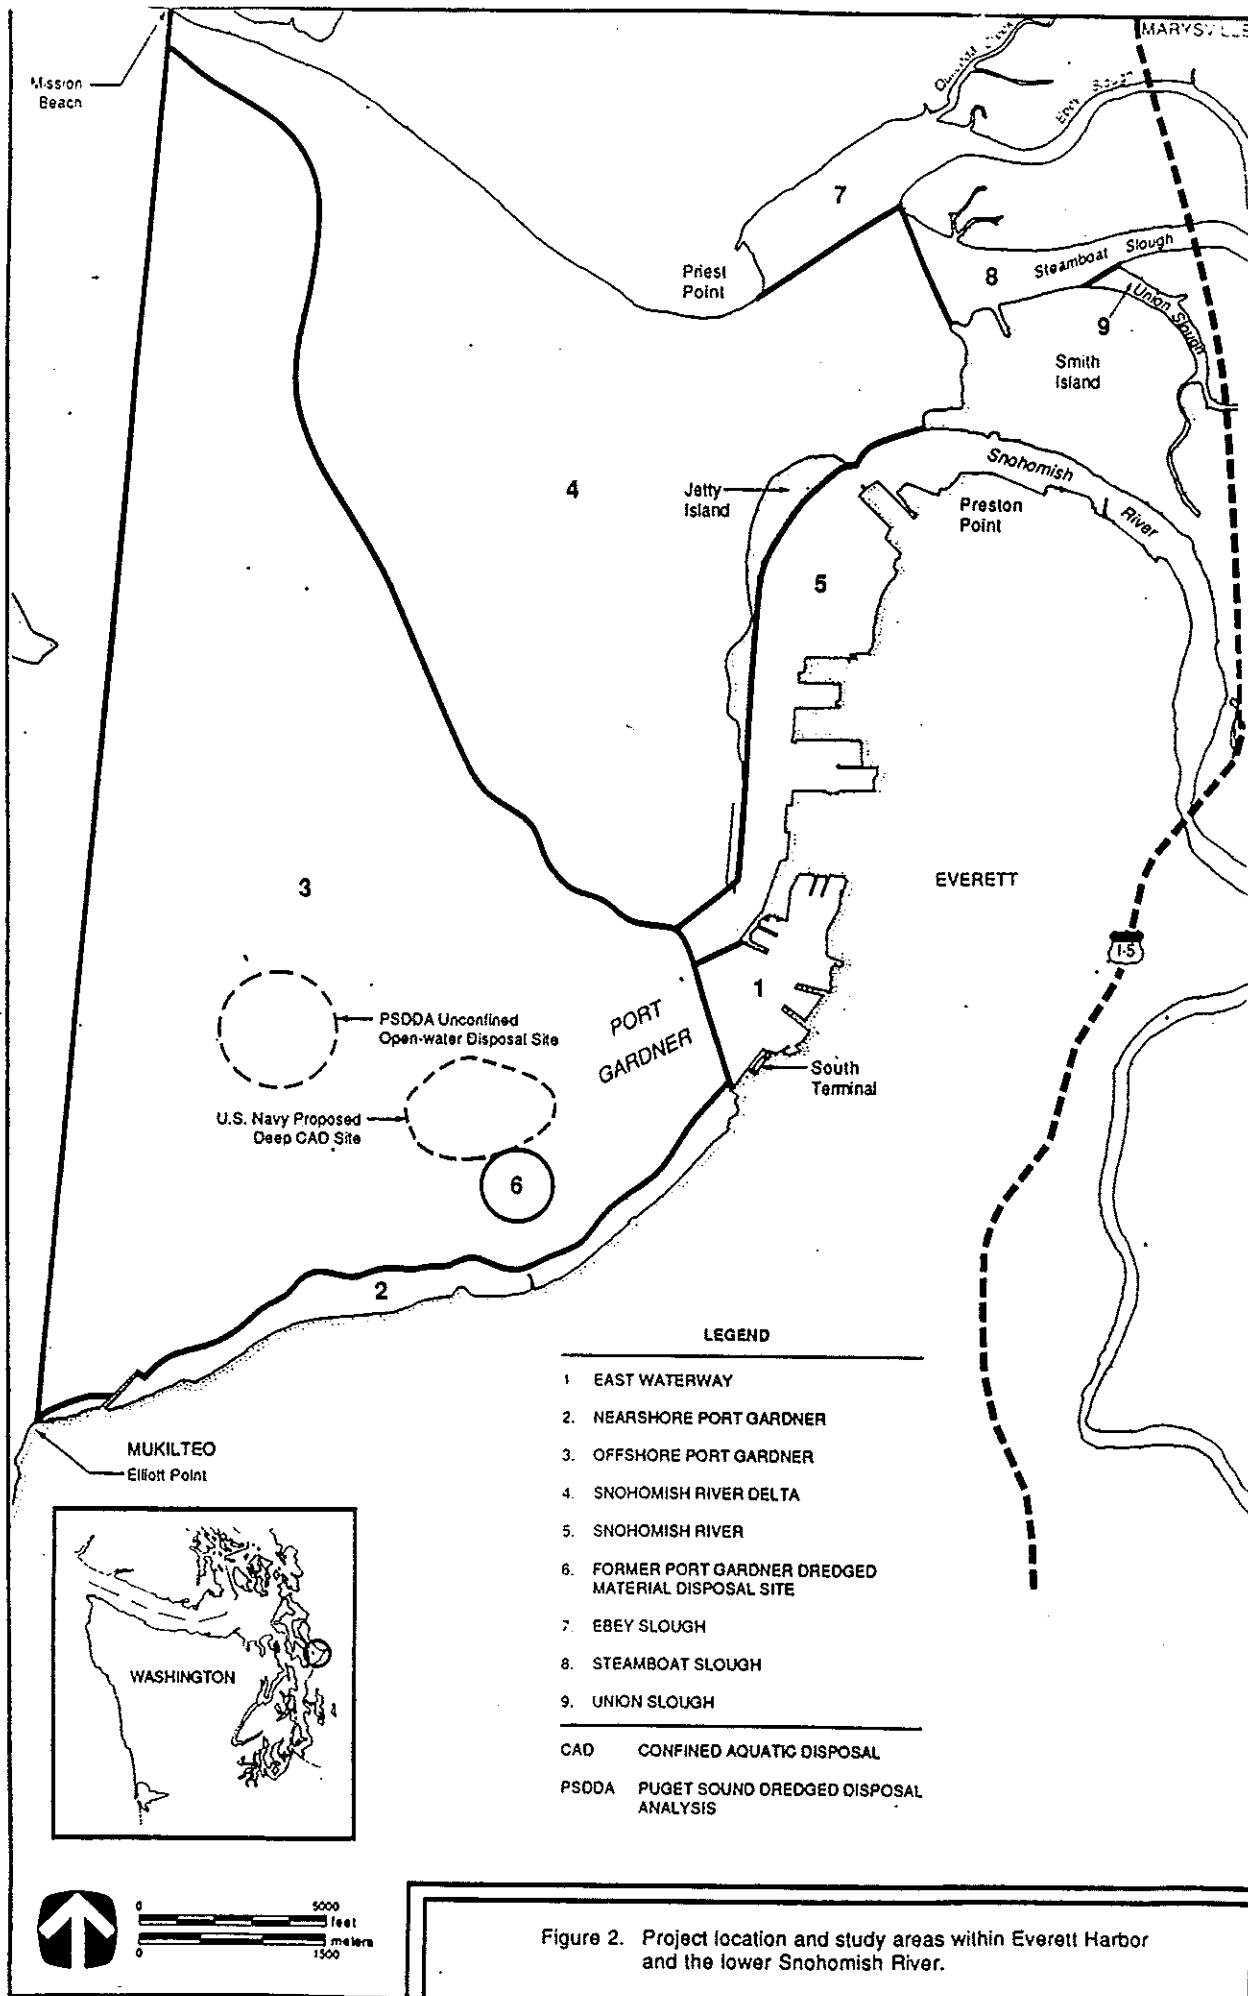 MARYSVILLE
Mission
Beach
Ebey Slough
7
Priest
Point
8
Steamboat Slough
Union Slough
9
Smith
Island
4
Jetty
Island
Snohomish
River
Preston
Point
5
3
EVERETT
I-5
1
PORT
GARDNER
PSDDA Unconfined
Open-water Disposal Site
South
Terminal
U.S. Navy Proposed
Deep CAD Site
6
2
MUKILTEO
Elliott Point
LEGEND
1 EAST WATERWAY
2. NEARSHORE PORT GARDNER
3. OFFSHORE PORT GARDNER
4. SNOHOMISH RIVER DELTA
5. SNOHOMISH RIVER
6. FORMER PORT GARDNER DREDGED
MATERIAL DISPOSAL SITE
7. EBEY SLOUGH
8. STEAMBOAT SLOUGH
9. UNION SLOUGH
CAD CONFINED AQUATIC DISPOSAL
PSDDA PUGET SOUND DREDGED DISPOSAL
ANALYSIS
WASHINGTON
0 5000
feet
meters
0 1500
Figure 2. Project location and study areas within Everett Harbor
and the lower Snohomish River.